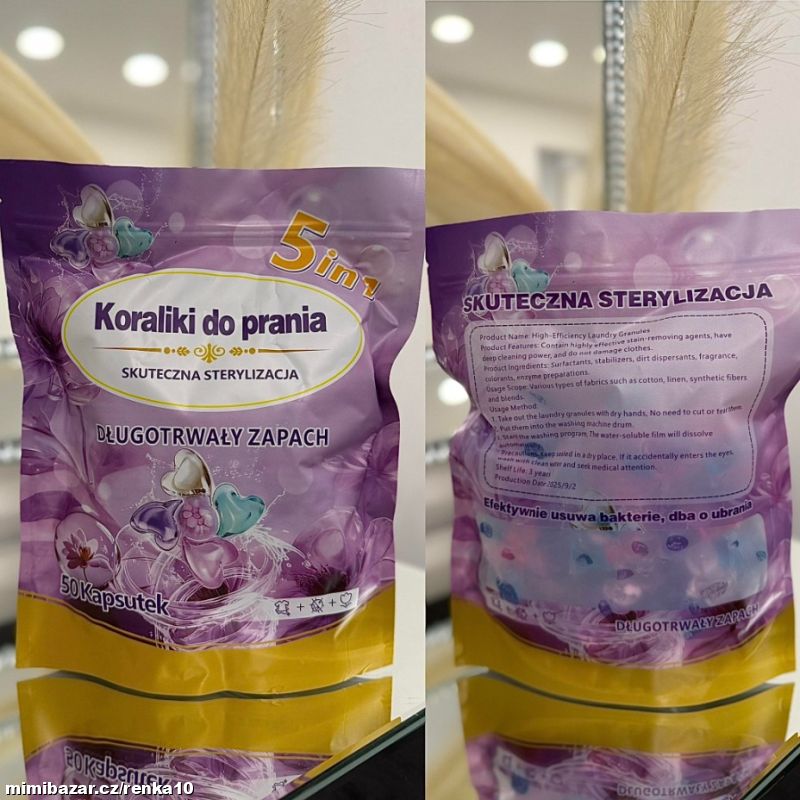 5in1
Koraliki do prania
SKUTECZNA STERYLIZACJA
DŁUGOTRWAŁY ZAPACH
50 Kapsutek
+ +
50 Kapsutek
mimibazar.cz/renka10
SKUTECZNA STERYLIZACJA
Product Name: High-Efficiency Laundry Granules
Product Features: Contain highly effective stain-removing agents, have
deep cleaning power, and do not damage clothes.
Product Ingredients: Surfactants, stabilizers, dirt dispersants, fragrance,
colorants, enzyme preparations.
Usage Scope: Various types of fabrics such as cotton, linen, synthetic fibers
and blends.
Usage Method:
1. Take out the laundry granules with dry hands. No need to cut or tear them.
2. Put them into the washing machine drum.
3. Start the washing program. The water-soluble film will dissolve
automatically.
Precautions: Keep sealed in a dry place. If it accidentally enters the eyes,
wash with clean water and seek medical attention.
Shelf Life: 3 years
Production Date: 2025/9/2
Efektywnie usuwa bakterie, dba o ubrania
DŁUGOTRWAŁY ZAPACH